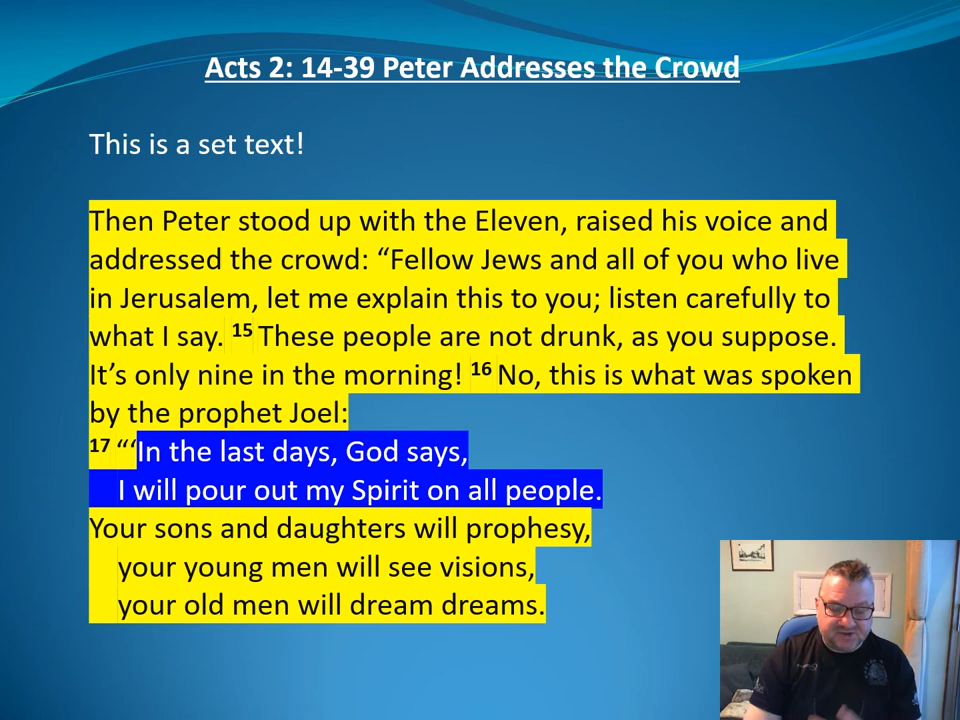 Acts 2: 14-39 Peter Addresses the Crowd
This is a set text!
Then Peter stood up with the Eleven, raised his voice and
addressed the crowd: “Fellow Jews and all of you who live
in Jerusalem, let me explain this to you; listen carefully to
what I say. 15 These people are not drunk, as you suppose.
It’s only nine in the morning! 16 No, this is what was spoken
by the prophet Joel:
17 “‘In the last days, God says,
I will pour out my Spirit on all people.
Your sons and daughters will prophesy,
your young men will see visions,
your old men will dream dreams.